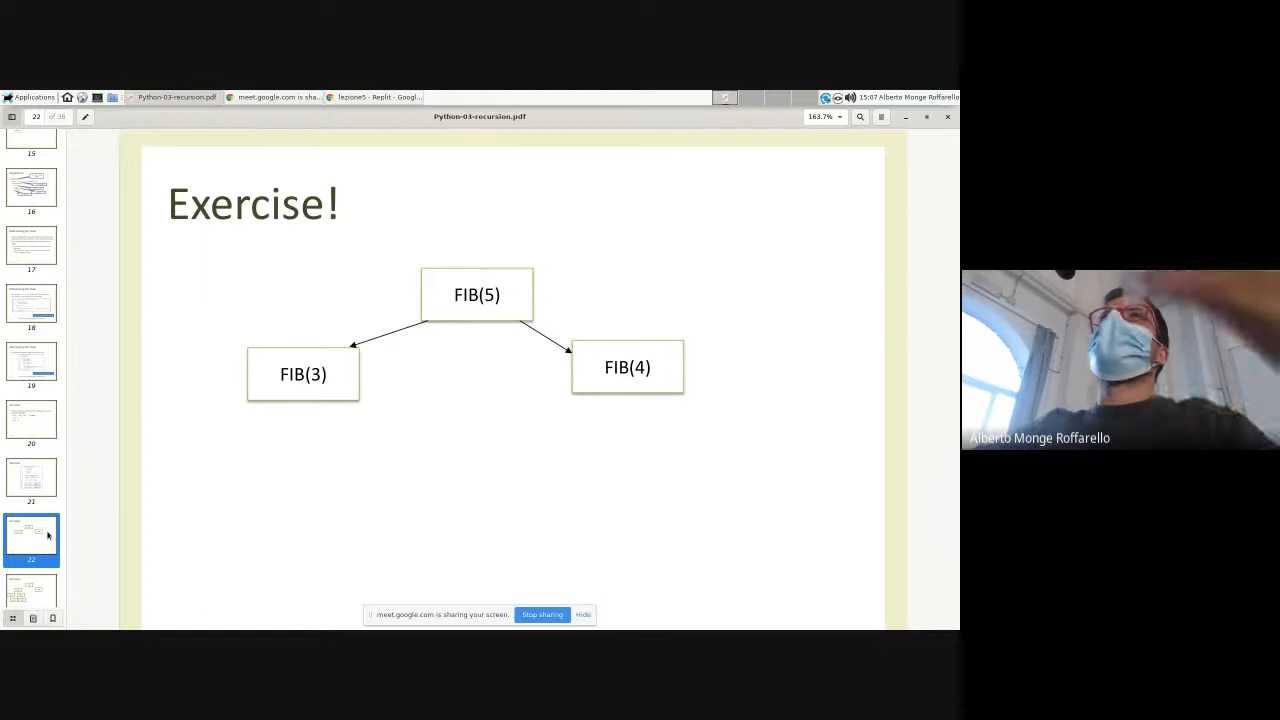 Applications
Python-03-recursion.pdf
meet.google.com is sha...
lezione5 - Replit - Googl...
15:07 Alberto Monge Roffarello
22 of 38
Python-03-recursion.pdf
163.7%
15
16
17
18
19
20
21
22
Exercise!
FIB(5)
FIB(3)
FIB(4)
meet.google.com is sharing your screen.
Stop sharing
Hide
Alberto Monge Roffarello